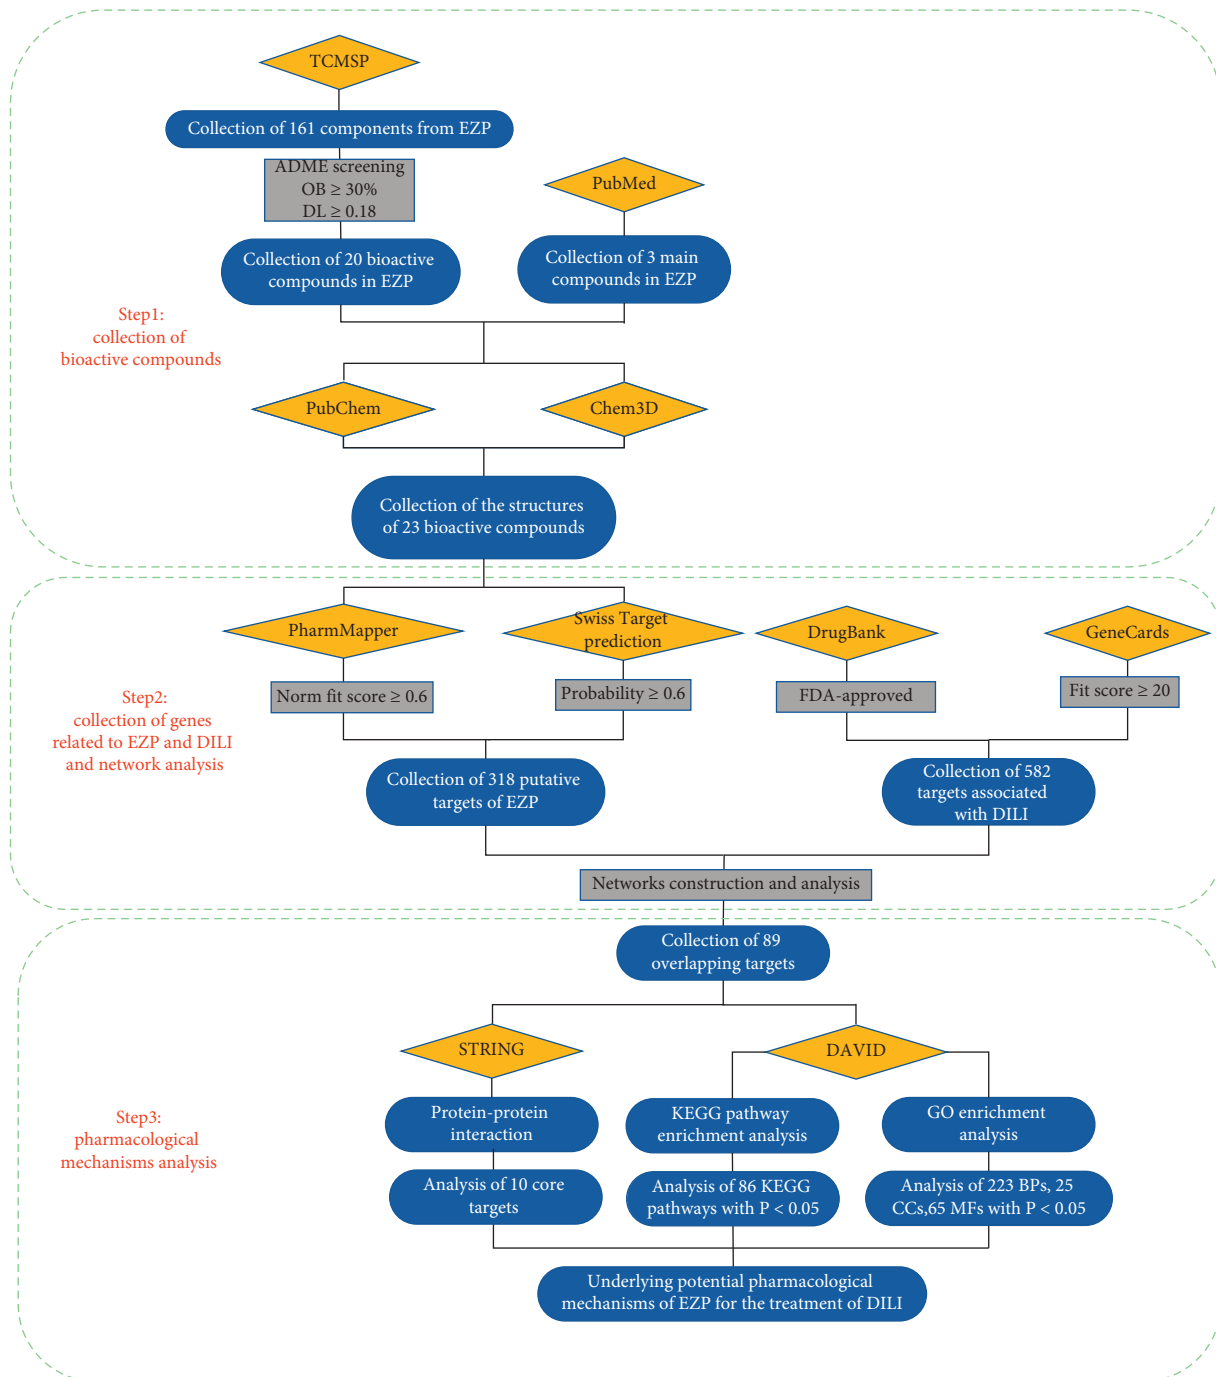 TCMSP
Collection of 161 components from EZP
ADME screening
OB ≥ 30%
DL ≥ 0.18
PubMed
Collection of 20 bioactive
compounds in EZP
Collection of 3 main
compounds in EZP
Step1:
collection of
bioactive compounds
PubChem
Chem3D
Collection of the structures
of 23 bioactive compounds
PharmMapper
Swiss Target
prediction
DrugBank
GeneCards
Norm fit score ≥ 0.6
Probability ≥ 0.6
FDA-approved
Fit score ≥ 20
Step2:
collection of genes
related to EZP and DILI
and network analysis
Collection of 318 putative
targets of EZP
Collection of 582
targets associated
with DILI
Networks construction and analysis
Collection of 89
overlapping targets
STRING
DAVID
Step3:
pharmacological
mechanisms analysis
Protein-protein
interaction
KEGG pathway
enrichment analysis
GO enrichment
analysis
Analysis of 10 core
targets
Analysis of 86 KEGG
pathways with P < 0.05
Analysis of 223 BPs, 25
CCs,65 MFs with P < 0.05
Underlying potential pharmacological
mechanisms of EZP for the treatment of DILI